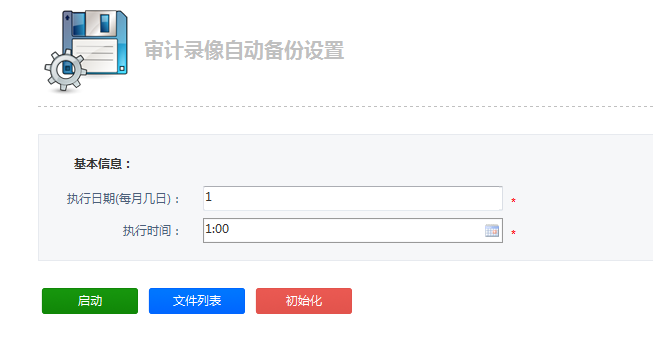 审计录像自动备份设置
基本信息：
执行日期(每月几日)： 1 *
执行时间： 1:00 *
启动 文件列表 初始化